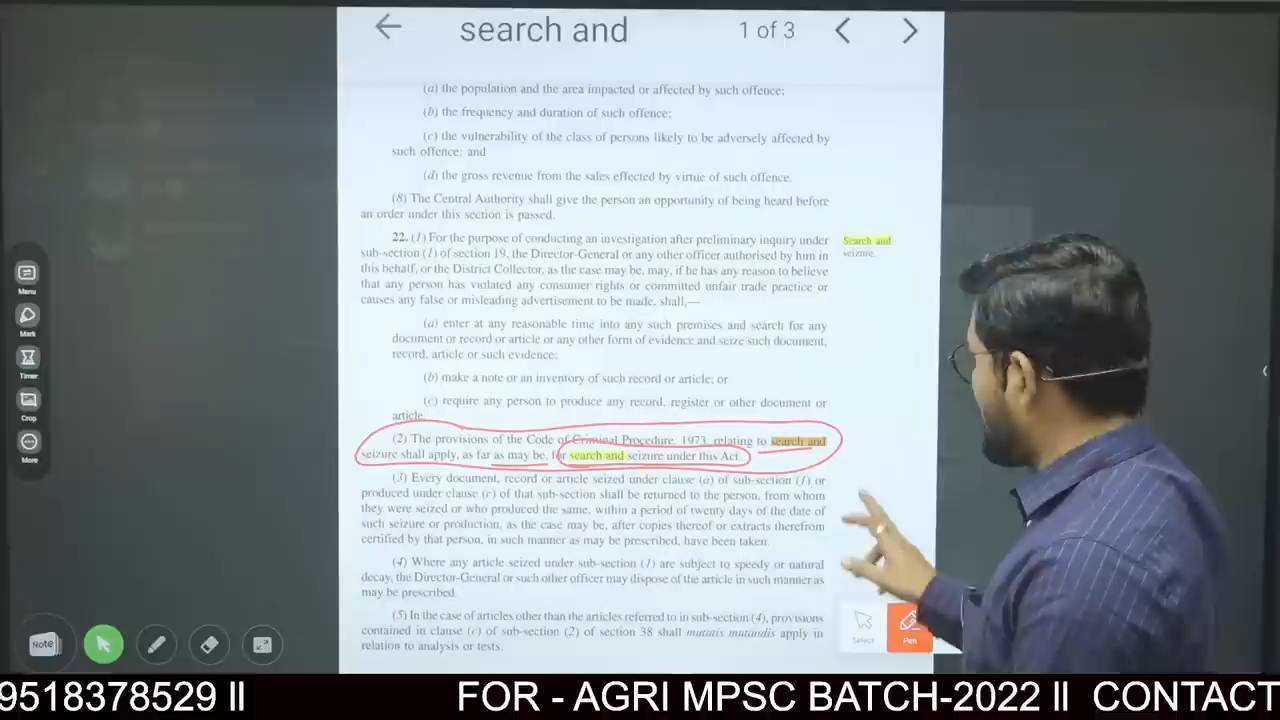 search and
1 of 3
(a) the population and the area impacted or affected by such offence;
(b) the frequency and duration of such offence;
(c) the vulnerability of the class of persons likely to be adversely affected by
such offence; and
(d) the gross revenue from the sales effected by virtue of such offence.
(8) The Central Authority shall give the person an opportunity of being heard before
an order under this section is passed.
22. (1) For the purpose of conducting an investigation after preliminary inquiry under
sub-section (1) of section 19, the Director-General or any other officer authorised by him in
this behalf, or the District Collector, as the case may be, may, if he has any reason to believe
that any person has violated any consumer rights or committed unfair trade practice or
causes any false or misleading advertisement to be made, shall,—
Search and
seizure.
(a) enter at any reasonable time into any such premises and search for any
document or record or article or any other form of evidence and seize such document,
record, article or such evidence;
(b) make a note or an inventory of such record or article; or
(c) require any person to produce any record, register or other document or
article.
(2) The provisions of the Code of Criminal Procedure, 1973, relating to search and
seizure shall apply, as far as may be, for search and seizure under this Act.
(3) Every document, record or article seized under clause (a) of sub-section (1) or
produced under clause (c) of that sub-section shall be returned to the person, from whom
they were seized or who produced the same, within a period of twenty days of the date of
such seizure or production, as the case may be, after copies thereof or extracts therefrom
certified by that person, in such manner as may be prescribed, have been taken.
(4) Where any article seized under sub-section (1) are subject to speedy or natural
decay, the Director-General or such other officer may dispose of the article in such manner as
may be prescribed.
(5) In the case of articles other than the articles referred to in sub-section (4), provisions
contained in clause (c) of sub-section (2) of section 38 shall mutatis mutandis apply in
relation to analysis or tests.
Menu
Mark
Timer
Crop
More
Note
Select
Pen
9518378529 ll FOR - AGRI MPSC BATCH-2022 ll CONTACT